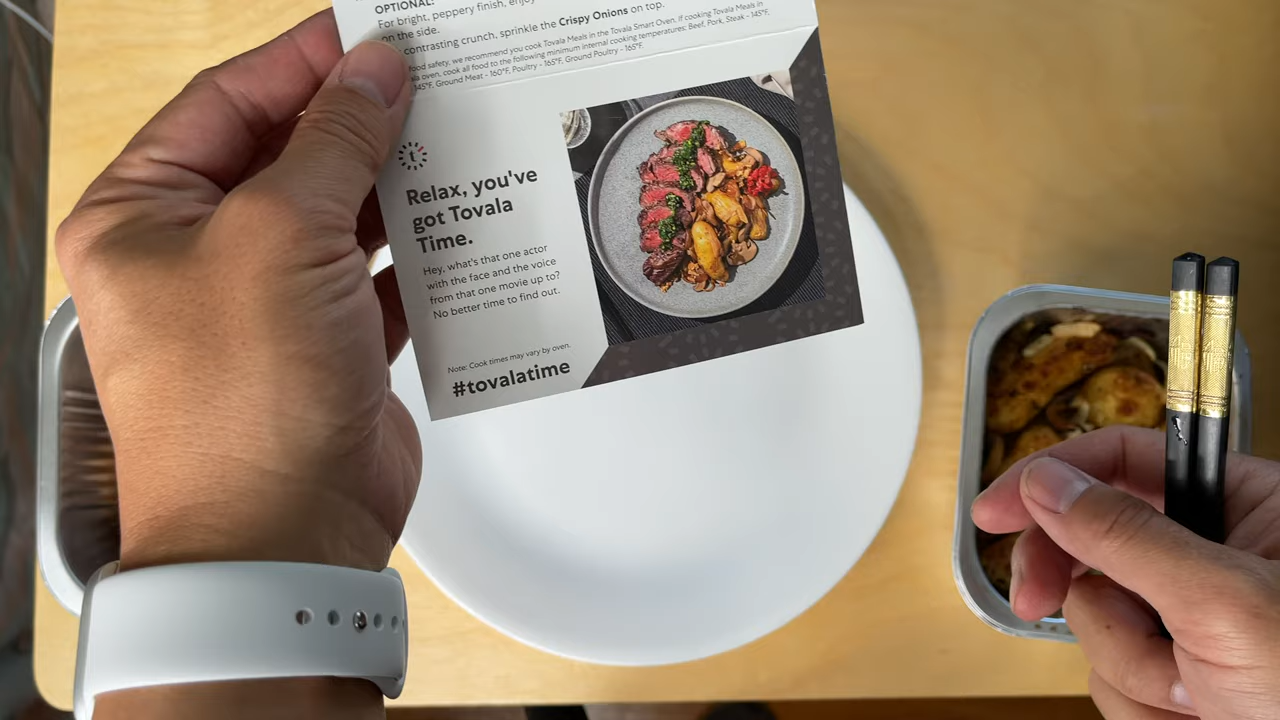 OPTIONAL:
For bright, peppery finish, enjoy
on the side.
contrasting crunch, sprinkle the Crispy Onions on top.
food safety, we recommend you cook Tovala Meals in the Tovala Smart Oven. If cooking Tovala Meals in
oven, cook all food to the following minimum internal cooking temperatures: Beef, Pork, Steak - 145°F,
145°F, Ground Meat - 160°F, Poultry - 165°F, Ground Poultry - 165°F.
t
Relax, you've
got Tovala
Time.
Hey, what's that one actor
with the face and the voice
from that one movie up to?
No better time to find out.
Note: Cook times may vary by oven.
#tovalatime